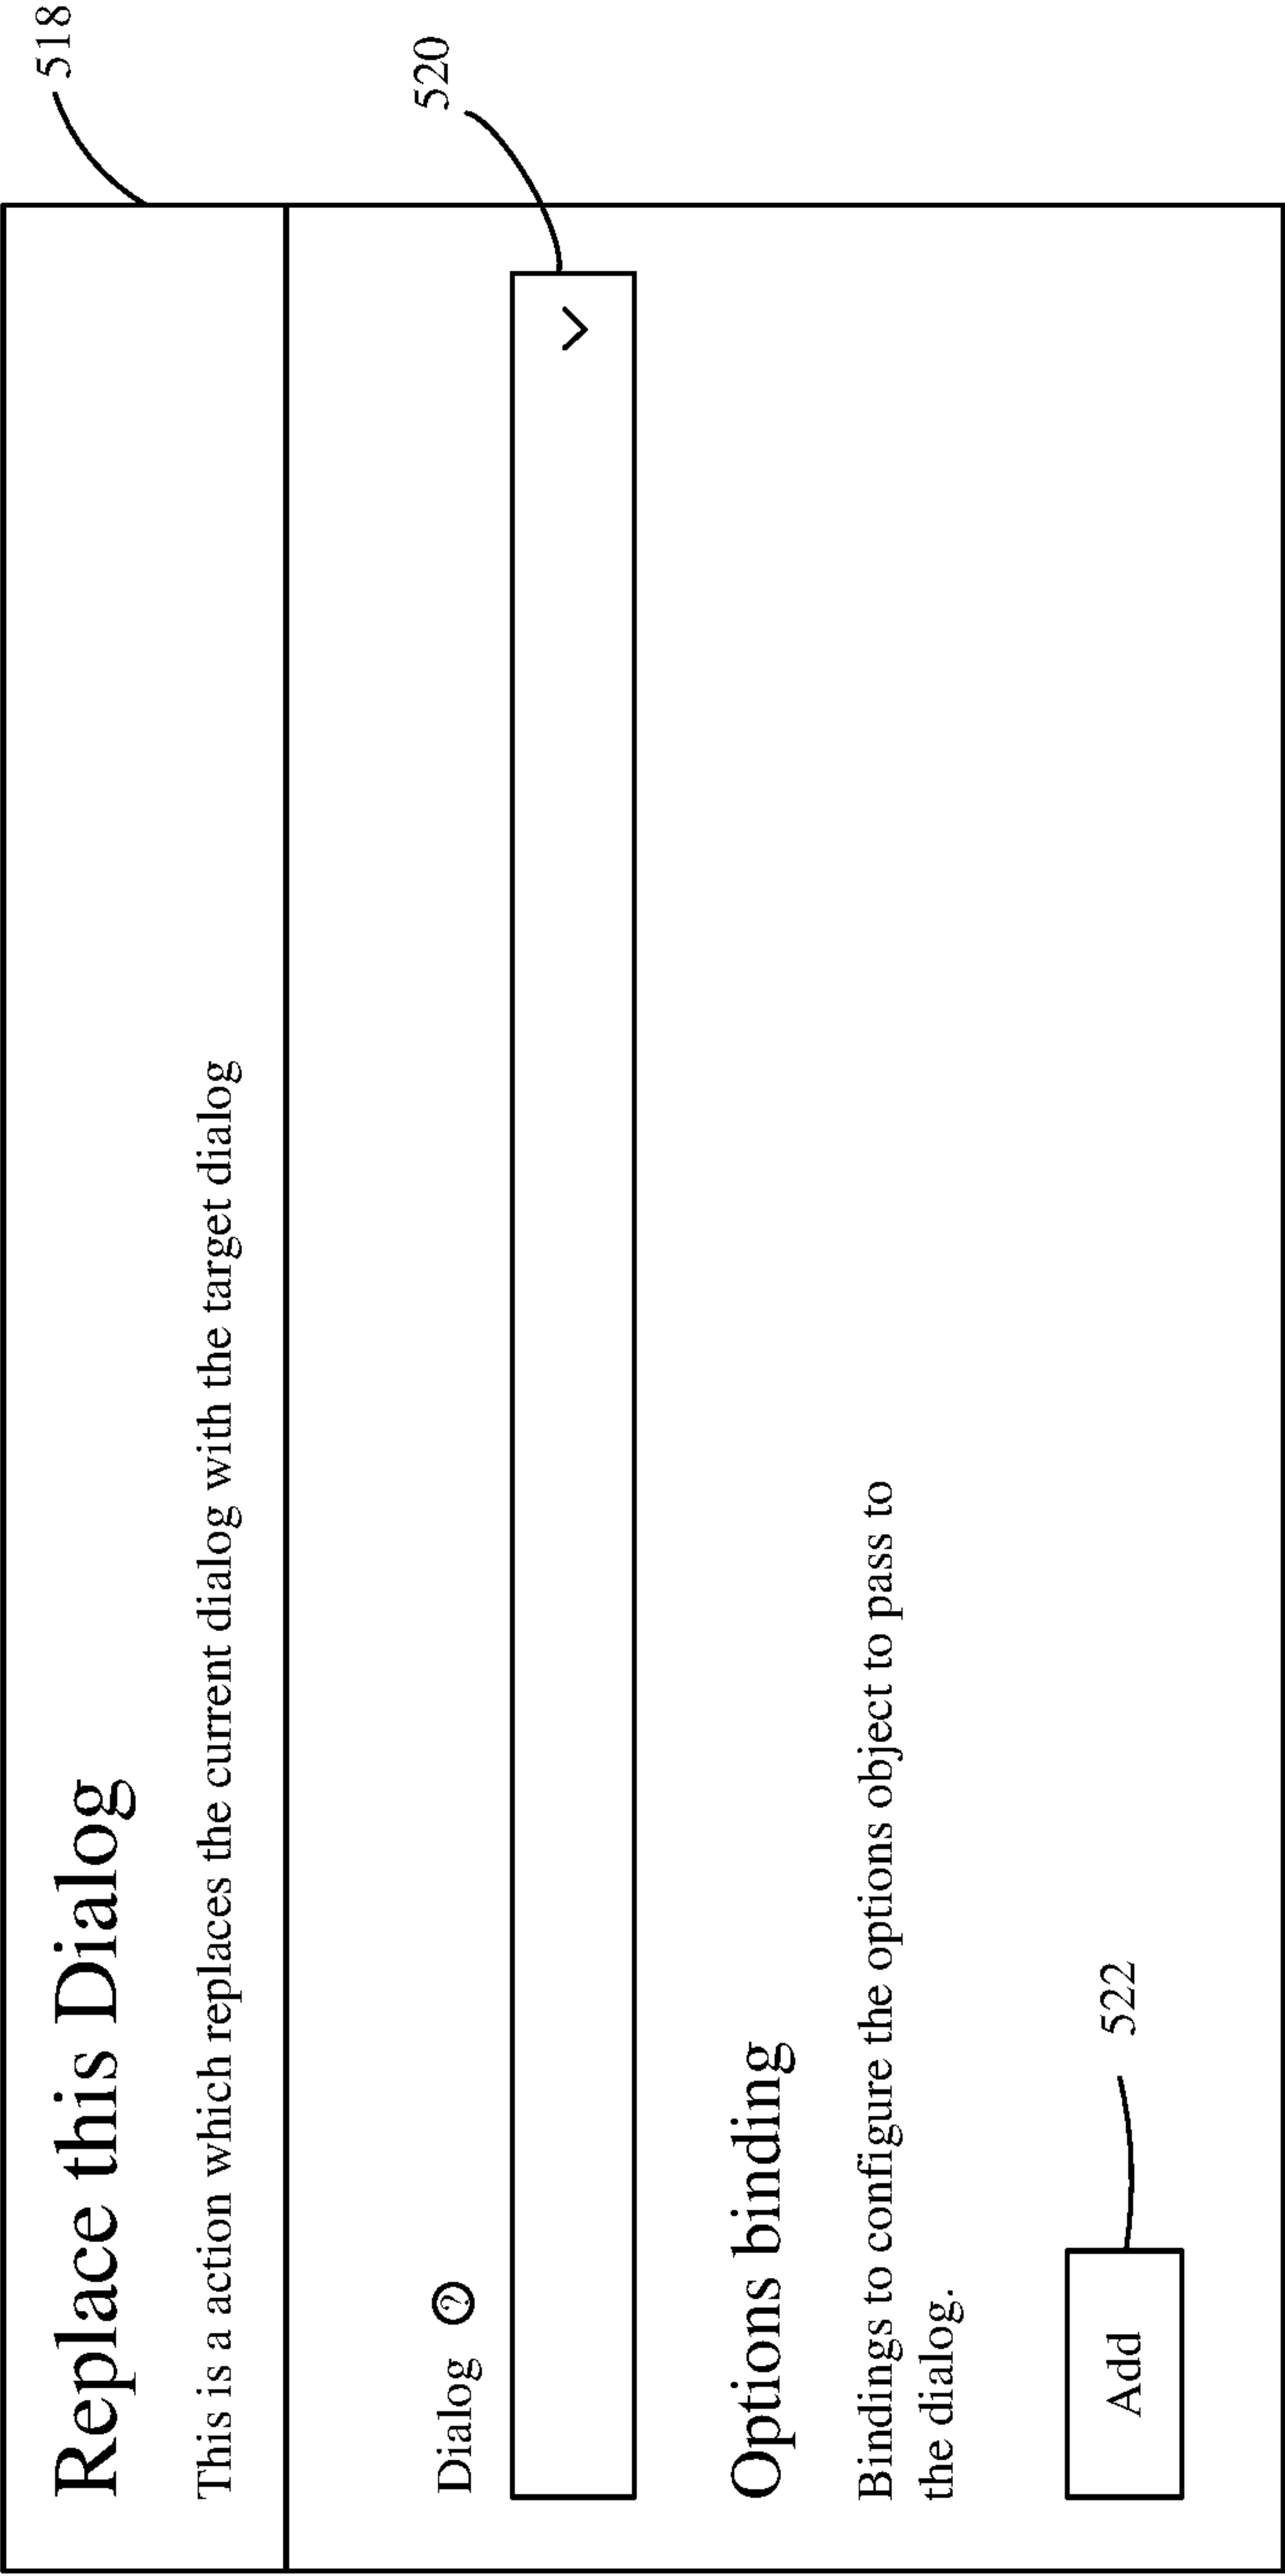 Replace this Dialog
518
This is a action which replaces the current dialog with the target dialog
Dialog ?
520
Options binding
Bindings to configure the options object to pass to
the dialog.
Add
522